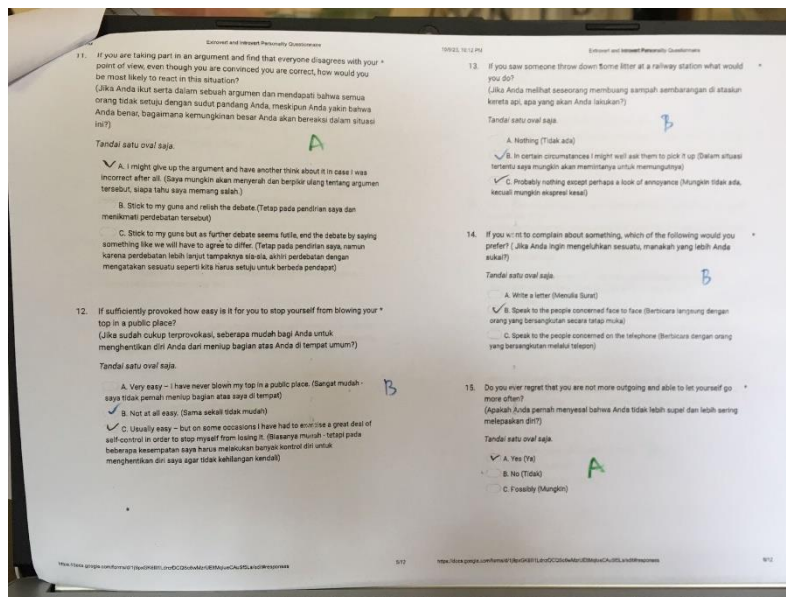 Extrovert and Introvert Personality Questionnaire
11. If you are taking part in an argument and find that everyone disagrees with your *
point of view, even though you are convinced you are correct, how would you
be most likely to react in this situation?
(Jika Anda ikut serta dalam sebuah argumen dan mendapati bahwa semua
orang tidak setuju dengan sudut pandang Anda, meskipun Anda yakin bahwa
Anda benar, bagaimana kemungkinan besar Anda akan bereaksi dalam situasi
ini?)
A
Tandai satu oval saja.
A. I might give up the argument and have another think about it in case I was
incorrect after all. (Saya mungkin akan menyerah dan berpikir ulang tentang argumen
tersebut, siapa tahu saya memang salah.)
B. Stick to my guns and relish the debate.(Tetap pada pendirian saya dan
menikmati perdebatan tersebut)
C. Stick to my guns but as further debate seems futile, end the debate by saying
something like we will have to agree to differ. (Tetap pada pendirian saya, namun
karena perdebatan lebih lanjut tampaknya sia-sia, akhiri perdebatan dengan
mengatakan sesuatu seperti kita harus setuju untuk berbeda pendapat)
12. If sufficiently provoked how easy is it for you to stop yourself from blowing your *
top in a public place?
(Jika sudah cukup terprovokasi, seberapa mudah bagi Anda untuk
menghentikan diri Anda dari meniup bagian atas Anda di tempat umum?)
Tandai satu oval saja.
A. Very easy – I have never blown my top in a public place. (Sangat mudah -
saya tidak pernah meniup bagian atas saya di tempat)
B
B. Not at all easy. (Sama sekali tidak mudah)
C. Usually easy – but on some occasions I have had to exercise a great deal of
self-control in order to stop myself from losing it. (Biasanya mudah - tetapi pada
beberapa kesempatan saya harus melakukan banyak kontrol diri untuk
menghentikan diri saya agar tidak kehilangan kendali)
5/12
10:12 PM
Extrovert and Introvert Personality Questionnaire
13. If you saw someone throw down some litter at a railway station what would *
you do?
(Jika Anda melihat seseorang membuang sampah sembarangan di stasiun
kereta api, apa yang akan Anda lakukan?)
Tandai satu oval saja.
B
A. Nothing (Tidak ada)
B. In certain circumstances I might well ask them to pick it up (Dalam situasi
tertentu saya mungkin akan memintanya untuk memungutnya)
C. Probably nothing except perhaps a look of annoyance (Mungkin tidak ada,
kecuali mungkin ekspresi kesal)
14. If you want to complain about something, which of the following would you *
prefer? ( Jika Anda ingin mengeluhkan sesuatu, manakah yang lebih Anda
sukai?)
Tandai satu oval saja.
B
A. Write a letter (Menulis Surat)
B. Speak to the people concerned face to face (Berbicara langsung dengan
orang yang bersangkutan secara tatap muka)
C. Speak to the people concerned on the telephone (Berbicara dengan orang
yang bersangkutan melalui telepon)
15. Do you ever regret that you are not more outgoing and able to let yourself go *
more often?
(Apakah Anda pernah menyesal bahwa Anda tidak lebih supel dan lebih sering
melepaskan diri?)
Tandai satu oval saja.
A. Yes (Ya)
A
B. No (Tidak)
C. Possibly (Mungkin)
6/12